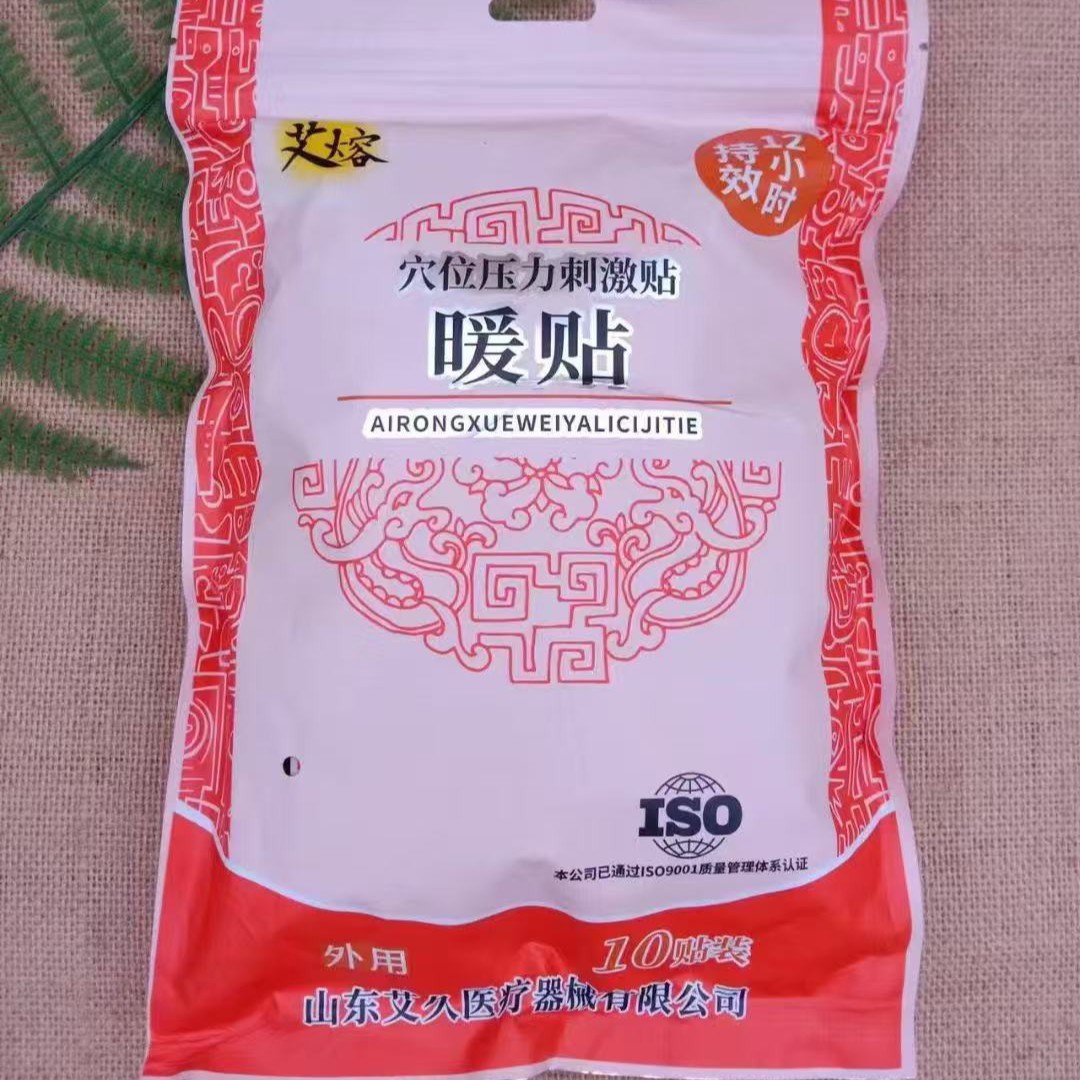 艾熔
12小时
持效
穴位压力刺激贴
暖贴
AIRONGXUEWEIYALICIJITIE
ISO
本公司已通过ISO9001质量管理体系认证
外用
10贴装
山东艾久医疗器械有限公司